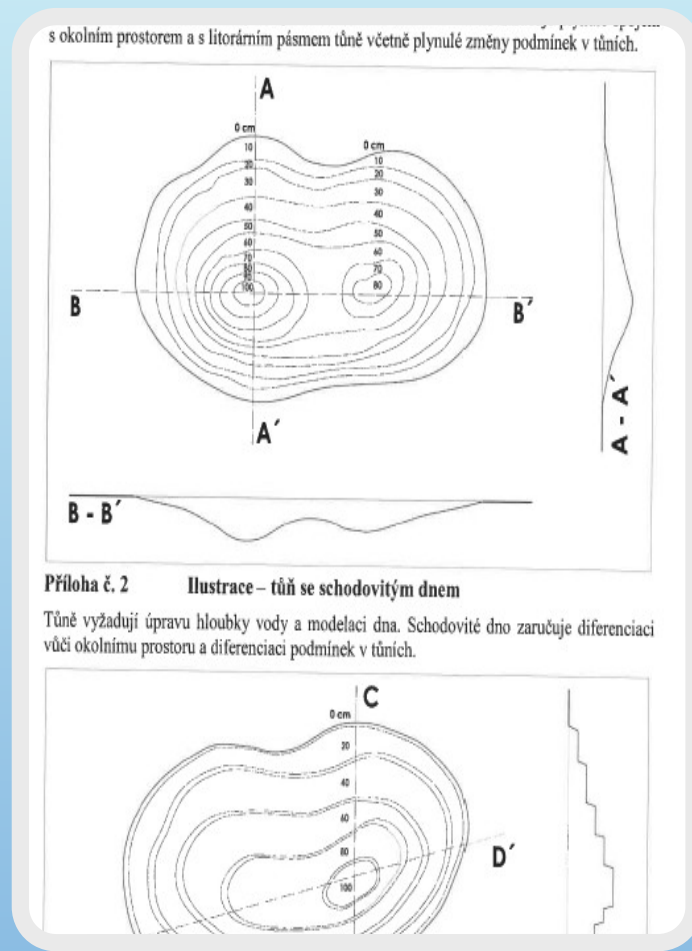 s okolním prostorem a s litorárním pásmem tůně včetně plynulé změny podmínek v tůních.
A
0 cm
10
20
30
40
50
60
70
80
90
100
0 cm
10
20
30
40
50
60
70
80
B
B´
A´
A - A´
B - B´
Příloha č. 2 Ilustrace – tůň se schodovitým dnem
Tůně vyžadují úpravu hloubky vody a modelaci dna. Schodovité dno zaručuje diferenciaci
vůči okolnímu prostoru a diferenciaci podmínek v tůních.
C
0 cm
20
40
60
80
100
D´